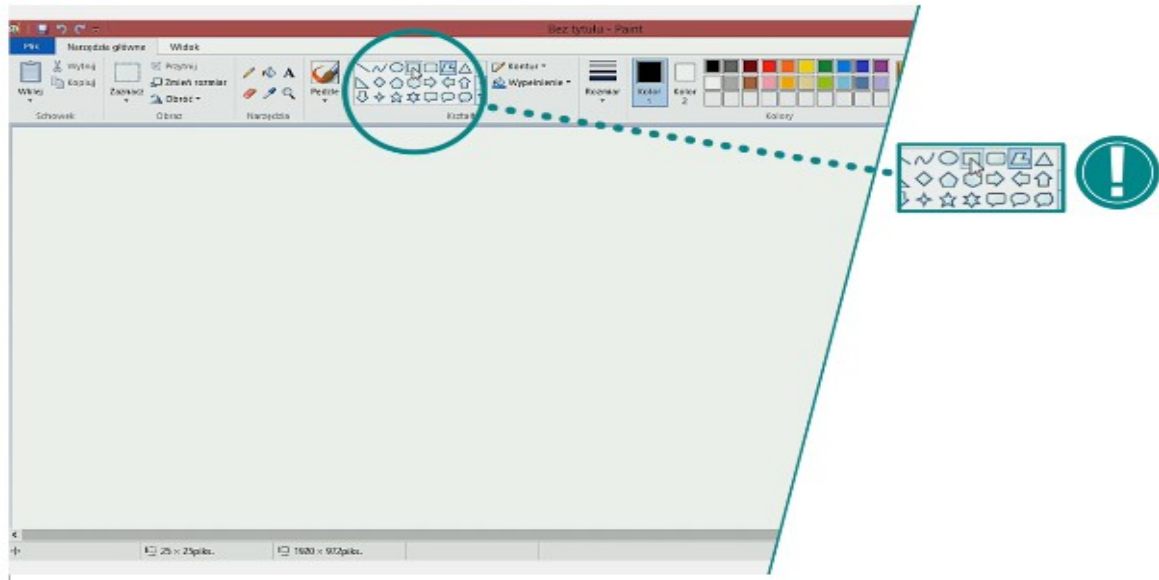 Bez tytułu - Paint
Plik Narzędzia główne Widok
Wklej Wytnij Kopiuj
Zaznacz Przytnij Zmień rozmiar Obróć
A
Pędzle
Kontur Wypełnienie
Rozmiar
Kolor 1
Kolor 2
Schowek Obraz Narzędzia Kształt Kolory
25 × 25piks. 1920 × 972piks.